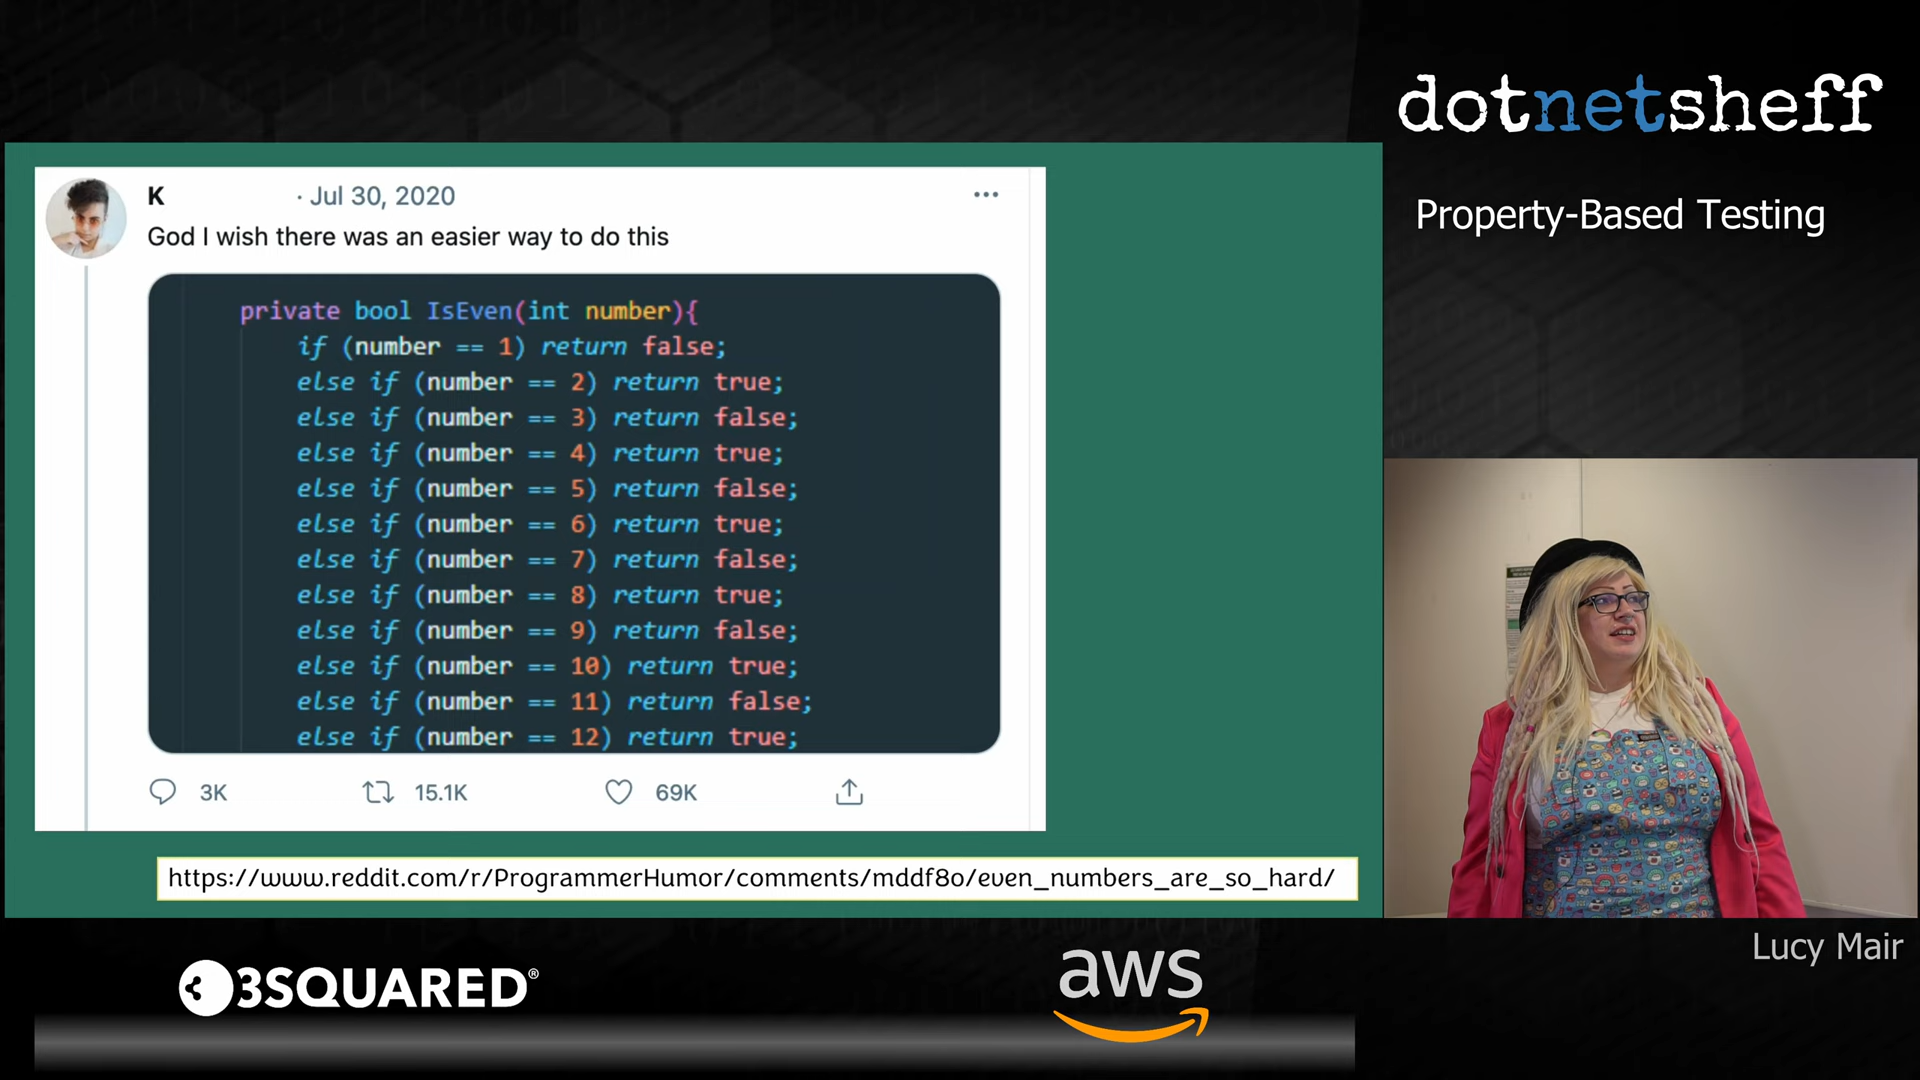 dotnetsheff
Property-Based Testing
K · Jul 30, 2020
God I wish there was an easier way to do this
private bool IsEven(int number){
if (number == 1) return false;
else if (number == 2) return true;
else if (number == 3) return false;
else if (number == 4) return true;
else if (number == 5) return false;
else if (number == 6) return true;
else if (number == 7) return false;
else if (number == 8) return true;
else if (number == 9) return false;
else if (number == 10) return true;
else if (number == 11) return false;
else if (number == 12) return true;
3K 15.1K 69K
https://www.reddit.com/r/ProgrammerHumor/comments/mddf8o/even_numbers_are_so_hard/
Lucy Mair
3SQUARED®
aws